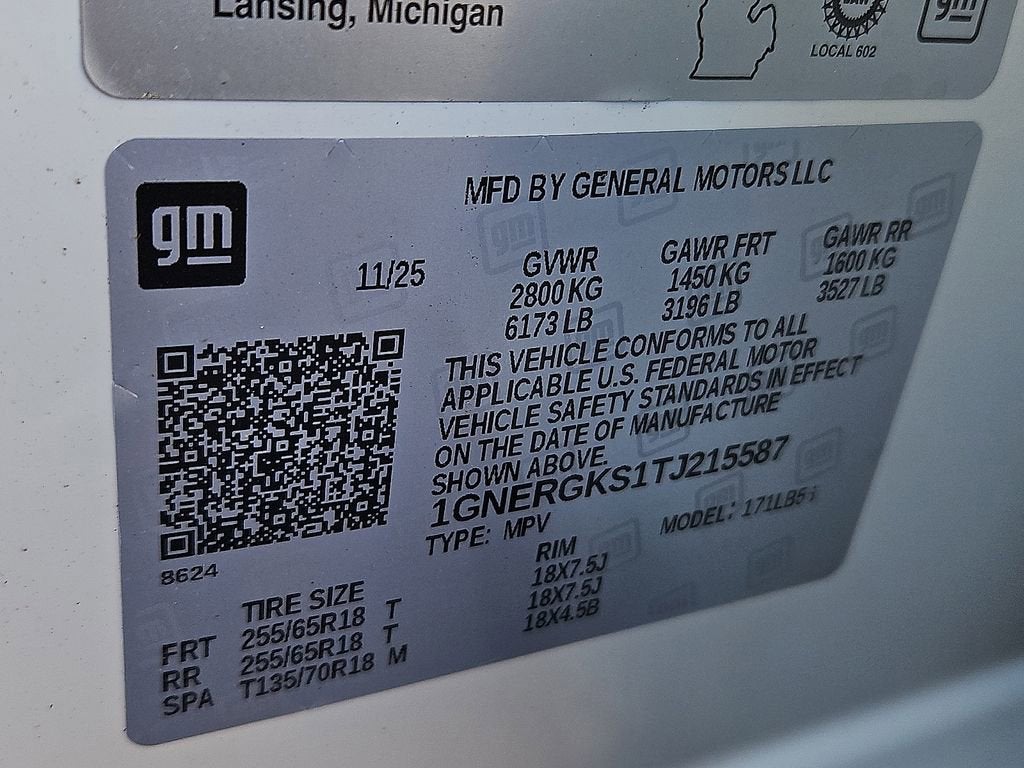 Lansing, Michigan
LOCAL 602
gm
gm
MFD BY GENERAL MOTORS LLC
11/25
GVWR
2800 KG
6173 LB
GAWR FRT
1450 KG
3196 LB
GAWR RR
1600 KG
3527 LB
THIS VEHICLE CONFORMS TO ALL
APPLICABLE U.S. FEDERAL MOTOR
VEHICLE SAFETY STANDARDS IN EFFECT
ON THE DATE OF MANUFACTURE
SHOWN ABOVE.
1GNERGKS1TJ215587
TYPE: MPV
MODEL:
8624
TIRE SIZE
RIM
FRT 255/65R18 T 18X7.5J
RR 255/65R18 T 18X7.5J
SPA T135/70R18 M 18X4.5B